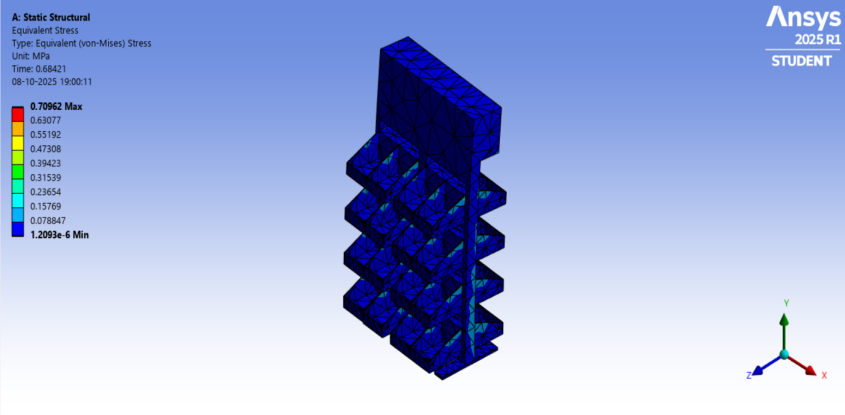 A: Static Structural
Equivalent Stress
Type: Equivalent (von-Mises) Stress
Unit: MPa
Time: 0.68421
08-10-2025 19:00:11
0.70962 Max
0.63077
0.55192
0.47308
0.39423
0.31539
0.23654
0.15769
0.078847
1.2093e-6 Min
Ansys
2025 R1
STUDENT
Y
Z
X